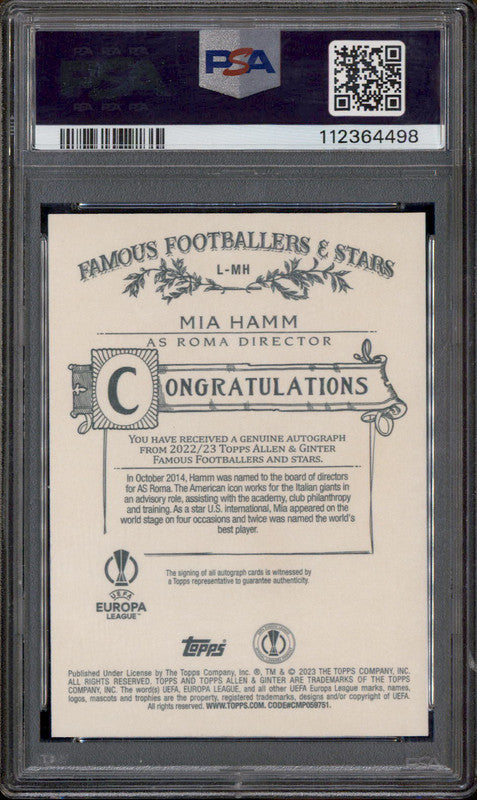 PSA
112364498
FAMOUS FOOTBALLERS & STARS
L-MH
MIA HAMM
AS ROMA DIRECTOR
CONGRATULATIONS
YOU HAVE RECEIVED A GENUINE AUTOGRAPH
FROM 2022/23 TOPPS ALLEN & GINTER
FAMOUS FOOTBALLERS AND STARS.
In October 2014, Hamm was named to the board of directors
for AS Roma. The American icon works for the Italian giants in
an advisory role, assisting with the academy, club philanthropy
and training. As a star U.S. international, Mia appeared on the
world stage on four occasions and twice was named the world's
best player.
The signing of all autograph cards is witnessed by
a Topps representative to guarantee authenticity.
UEFA
EUROPA
LEAGUE™
topps®
Published Under License by The Topps Company, Inc. ®, TM & © 2023 THE TOPPS COMPANY, INC.
ALL RIGHTS RESERVED. TOPPS AND TOPPS ALLEN & GINTER ARE TRADEMARKS OF THE TOPPS
COMPANY, INC. The word(s) UEFA, EUROPA LEAGUE, and all other UEFA Europa League marks, names,
logos, mascots and trophies are the property, registered trademarks, designs and/or copyright of UEFA.
All rights reserved. WWW.TOPPS.COM. CODE#CMP059751.